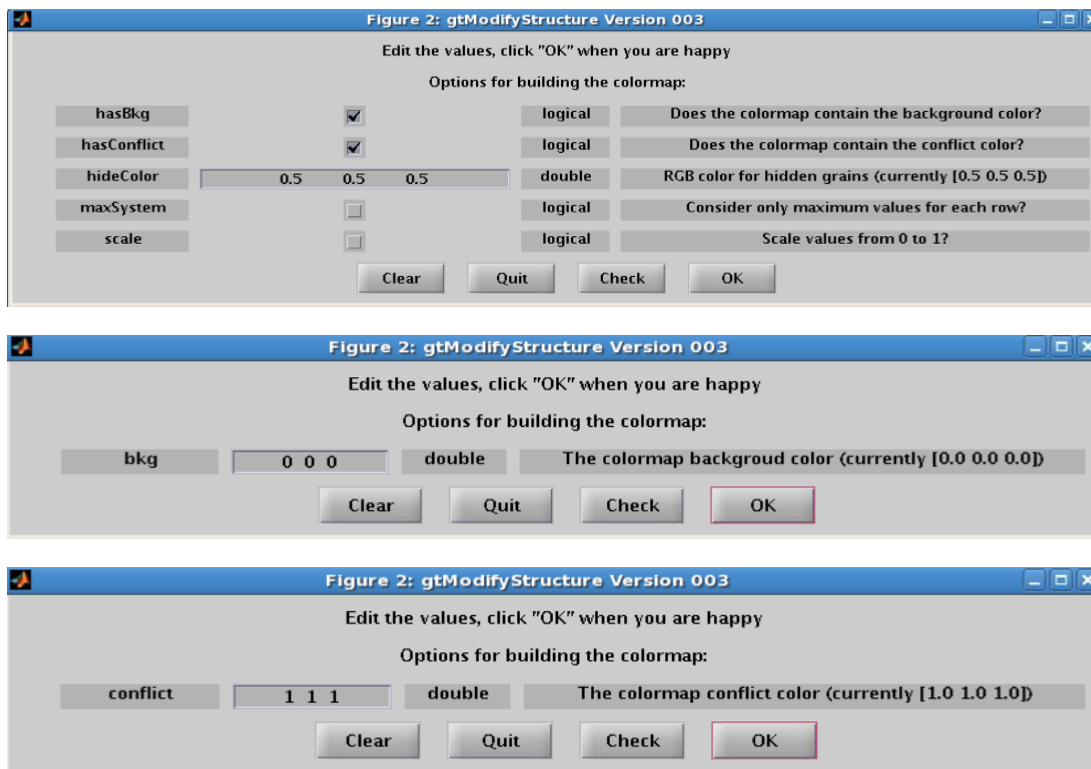 Figure 2: gtModifyStructure Version 003
Edit the values, click "OK" when you are happy
Options for building the colormap:
hasBkg logical Does the colormap contain the background color?
hasConflict logical Does the colormap contain the conflict color?
hideColor 0.5 0.5 0.5 double RGB color for hidden grains (currently [0.5 0.5 0.5])
maxSystem logical Consider only maximum values for each row?
scale logical Scale values from 0 to 1?
Clear Quit Check OK
Figure 2: gtModifyStructure Version 003
Edit the values, click "OK" when you are happy
Options for building the colormap:
bkg 0 0 0 double The colormap backgroud color (currently [0.0 0.0 0.0])
Clear Quit Check OK
Figure 2: gtModifyStructure Version 003
Edit the values, click "OK" when you are happy
Options for building the colormap:
conflict 1 1 1 double The colormap conflict color (currently [1.0 1.0 1.0])
Clear Quit Check OK